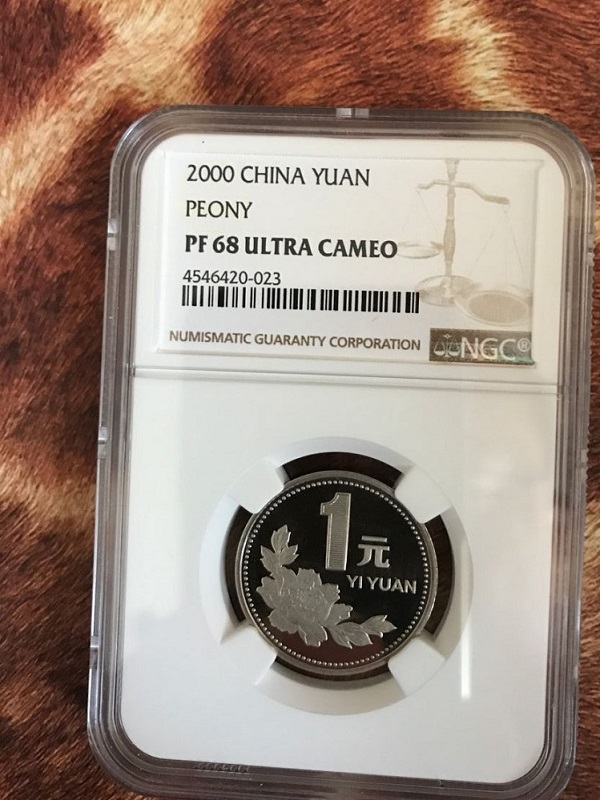 2000 CHINA YUAN
PEONY
PF 68 ULTRA CAMEO
4546420-023
NUMISMATIC GUARANTY CORPORATION
NGC®
1元
YI YUAN